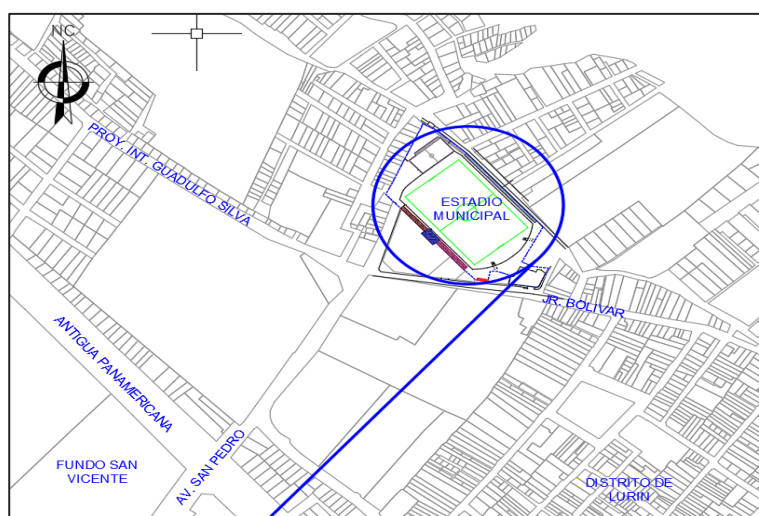 NC
PROY. INT. GUADULFO SILVA
ESTADIO
MUNICIPAL
JR. BOLIVAR
ANTIGUA PANAMERICANA
AV. SAN PEDRO
FUNDO SAN
VICENTE
DISTRITO DE
LURIN